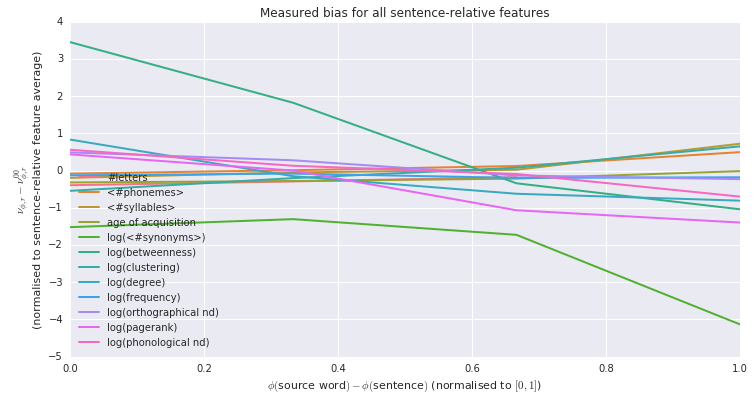 Measured bias for all sentence-relative features
4
3
2
1
0
−1
−2
−3
−4
−5
0.0 0.2 0.4 0.6 0.8 1.0
(normalised to sentence-relative feature average)
#letters
<#phonemes>
<#syllables>
age of acquisition
log(<#synonyms>)
log(betweenness)
log(clustering)
log(degree)
log(frequency)
log(orthographical nd)
log(pagerank)
log(phonological nd)
ϕ(source word) − ϕ(sentence) (normalised to [0, 1])